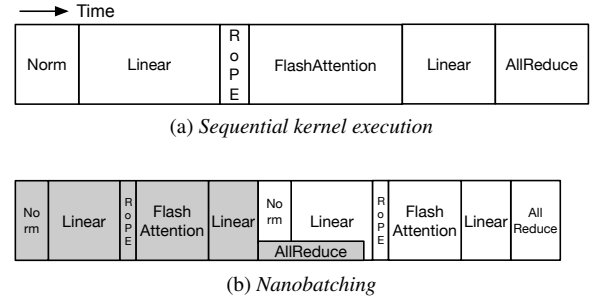 Time
Norm
Linear
R
o
P
E
FlashAttention
Linear
AllReduce
(a) Sequential kernel execution
No
rm
Linear
R
o
P
E
Flash
Attention
Linear
No
rm
Linear
AllReduce
R
o
P
E
Flash
Attention
Linear
All
Reduce
(b) Nanobatching